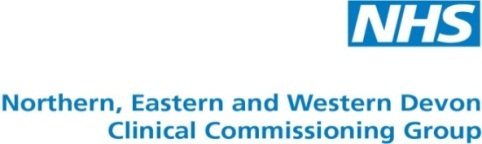 NHS
Northern, Eastern and Western Devon
Clinical Commissioning Group